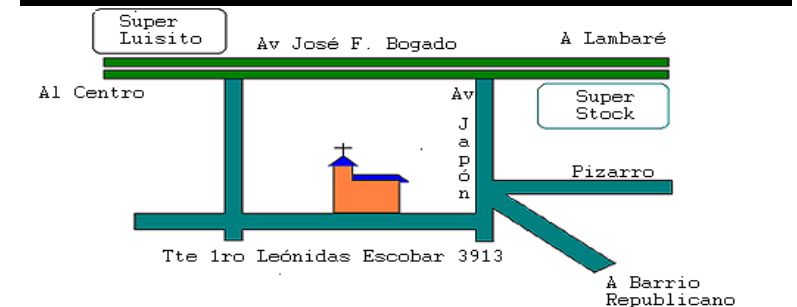 Super
Luisito
Av José F. Bogado
A Lambaré
Al Centro
Av
Japón
Super
Stock
Pizarro
Tte 1ro Leónidas Escobar 3913
A Barrio
Republicano